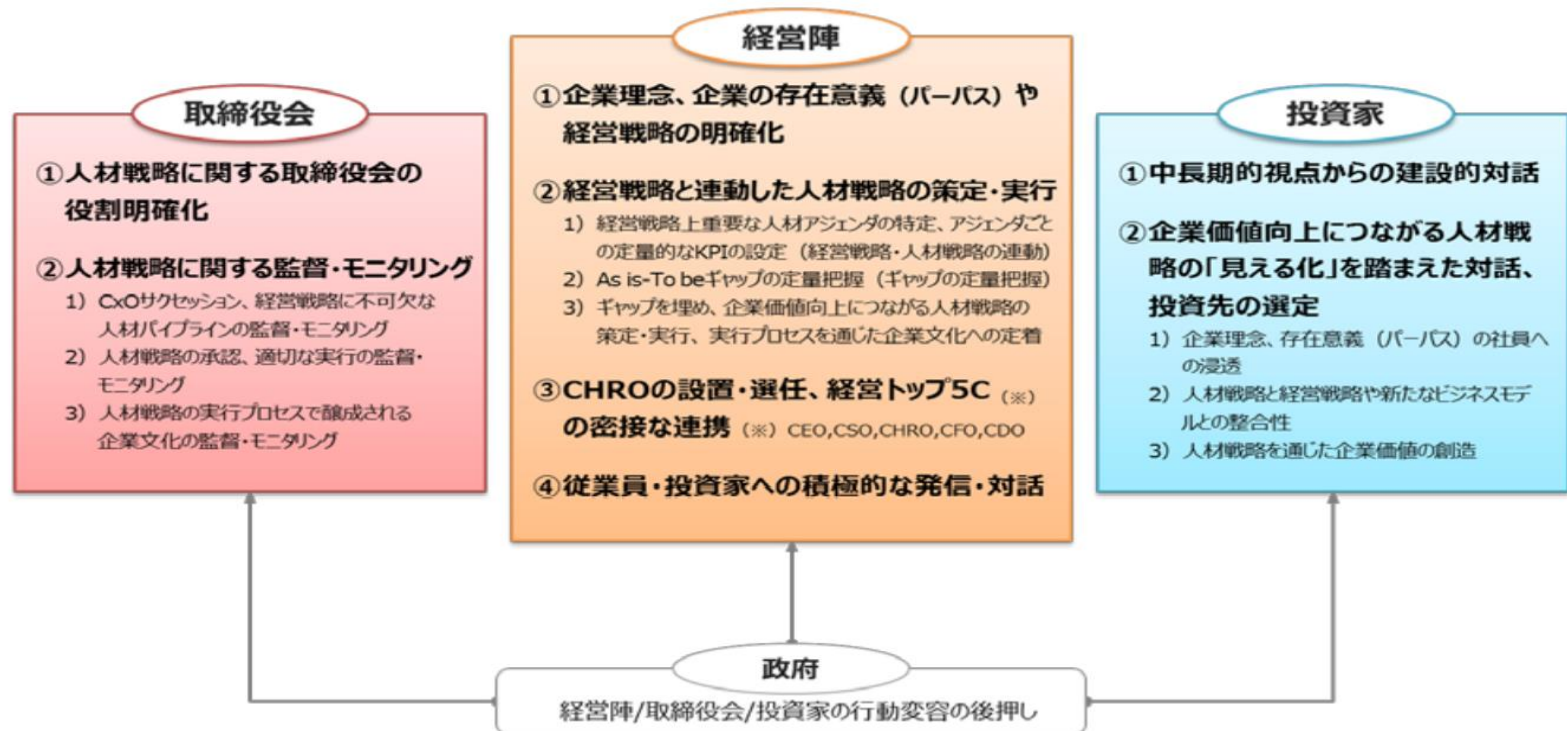 取締役会
①人材戦略に関する取締役会の
役割明確化
②人材戦略に関する監督・モニタリング
1) CxOサクセッション、経営戦略に不可欠な
人材パイプラインの監督・モニタリング
2) 人材戦略の承認、適切な実行の監督・
モニタリング
3) 人材戦略の実行プロセスで醸成される
企業文化の監督・モニタリング
経営陣
①企業理念、企業の存在意義（パーパス）や
経営戦略の明確化
②経営戦略と連動した人材戦略の策定・実行
1) 経営戦略上重要な人材アジェンダの特定、アジェンダごと
の定量的なKPIの設定（経営戦略・人材戦略の連動）
2) As is-To beギャップの定量把握（ギャップの定量把握）
3) ギャップを埋め、企業価値向上につながる人材戦略の
策定・実行、実行プロセスを通じた企業文化への定着
③CHROの設置・選任、経営トップ5C（※）
の密接な連携（※）CEO,CSO,CHRO,CFO,CDO
④従業員・投資家への積極的な発信・対話
投資家
①中長期的視点からの建設的対話
②企業価値向上につながる人材戦
略の「見える化」を踏まえた対話、
投資先の選定
1) 企業理念、存在意義（パーパス）の社員へ
の浸透
2) 人材戦略と経営戦略や新たなビジネスモデ
ルとの整合性
3) 人材戦略を通じた企業価値の創造
政府
経営陣/取締役会/投資家の行動変容の後押し